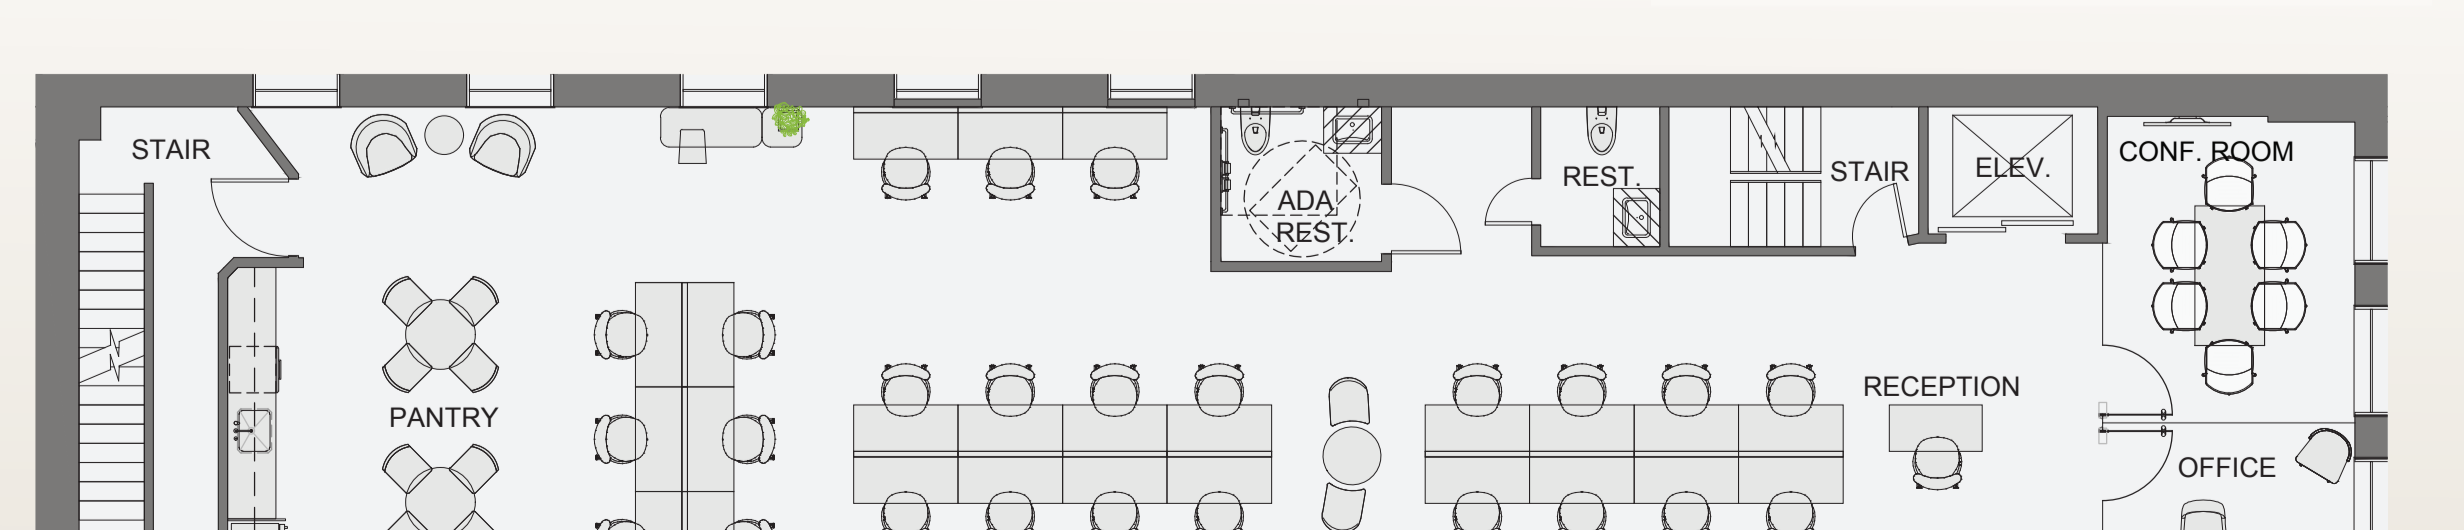 STAIR
ADA
REST.
REST.
STAIR
ELEV.
CONF. ROOM
PANTRY
RECEPTION
OFFICE